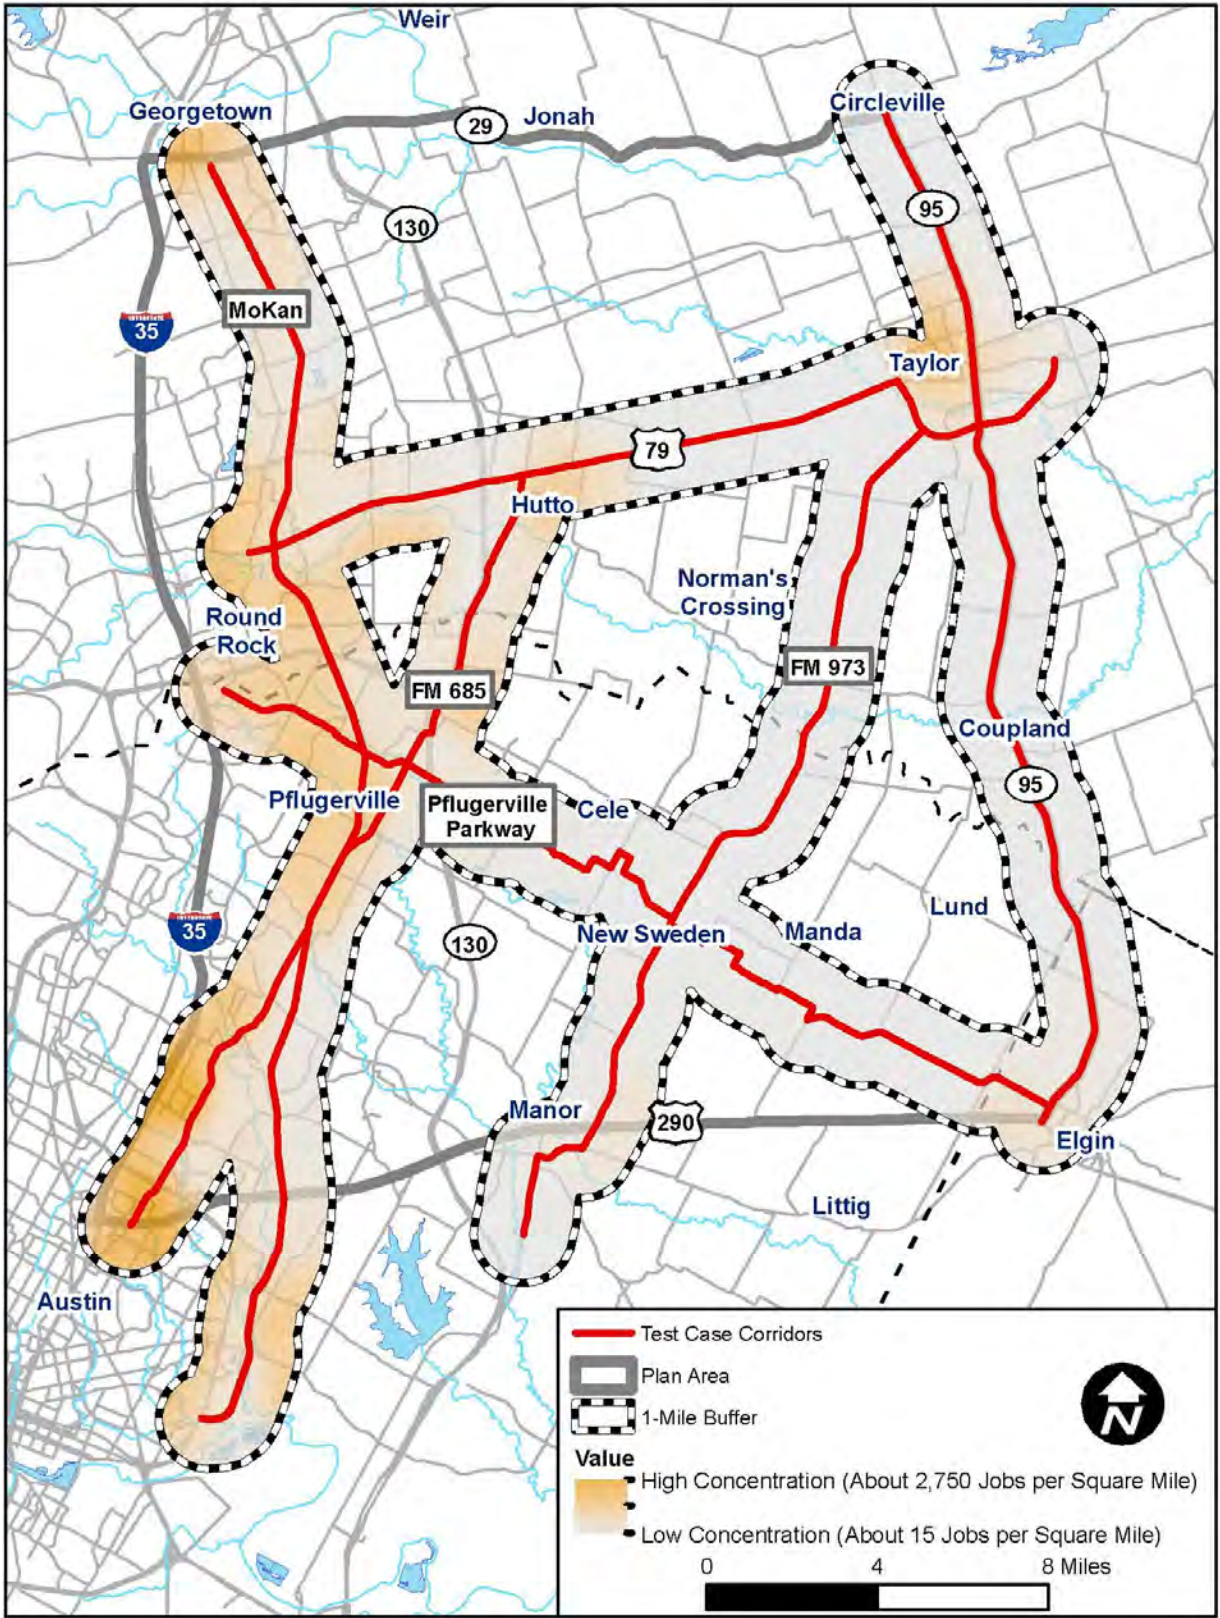 Weir
Georgetown
29
Jonah
Circleville
130
95
MoKan
INTERSTATE
35
Taylor
79
Hutto
Norman's
Crossing
Round
Rock
FM 973
FM 685
Coupland
95
Pflugerville
Pflugerville
Parkway
Cele
Lund
INTERSTATE
35
130
New Sweden
Manda
Manor
290
Elgin
Littig
Austin
Test Case Corridors
Plan Area
1-Mile Buffer
N
Value
High Concentration (About 2,750 Jobs per Square Mile)
Low Concentration (About 15 Jobs per Square Mile)
0 4 8 Miles